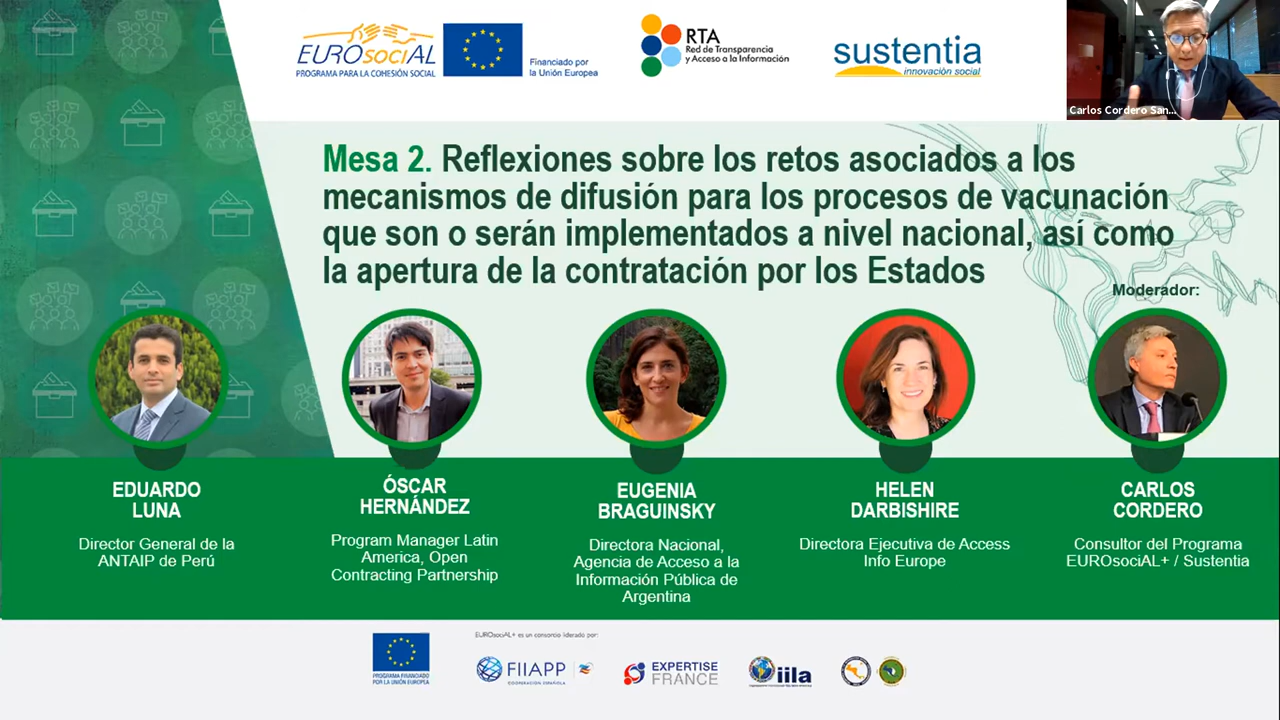 EUROsociAL
PROGRAMA PARA LA COHESIÓN SOCIAL
Financiado por
la Unión Europea
RTA
Red de Transparencia
y Acceso a la Información
sustentia
innovación social
Carlos Cordero San...
Mesa 2. Reflexiones sobre los retos asociados a los
mecanismos de difusión para los procesos de vacunación
que son o serán implementados a nivel nacional, así como
la apertura de la contratación por los Estados
Moderador:
EDUARDO
LUNA
Director General de la
ANTAIP de Perú
ÓSCAR
HERNÁNDEZ
Program Manager Latin
America, Open
Contracting Partnership
EUGENIA
BRAGUINSKY
Directora Nacional,
Agencia de Acceso a la
Información Pública de
Argentina
HELEN
DARBISHIRE
Directora Ejecutiva de Access
Info Europe
CARLOS
CORDERO
Consultor del Programa
EUROsociAL+ / Sustentia
PROGRAMA FINANCIADO
POR LA UNIÓN EUROPEA
EUROsociAL+ es un consorcio liderado por:
FIIAPP
COOPERACIÓN ESPAÑOLA
EXPERTISE
FRANCE
iila